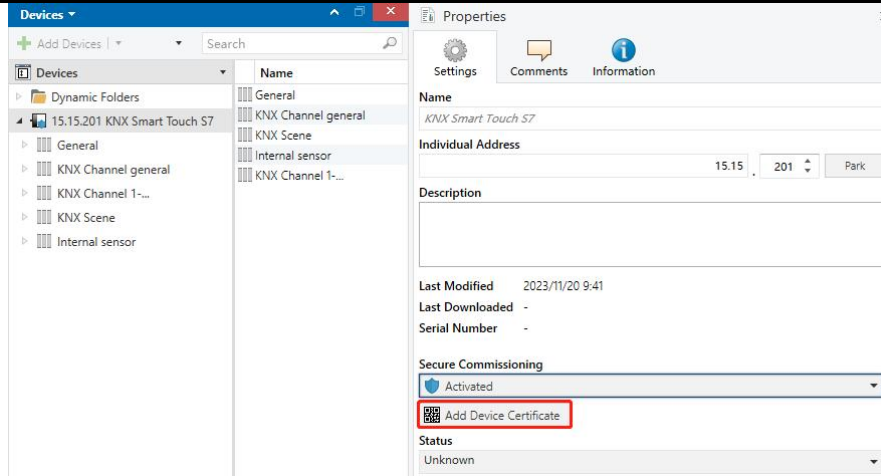 Devices
Add Devices
Search
Devices
Dynamic Folders
15.15.201 KNX Smart Touch S7
General
KNX Channel general
KNX Channel 1-...
KNX Scene
Internal sensor
Name
General
KNX Channel general
KNX Scene
Internal sensor
KNX Channel 1-...
Properties
Settings
Comments
Information
Name
KNX Smart Touch S7
Individual Address
15.15 . 201 Park
Description
Last Modified 2023/11/20 9:41
Last Downloaded -
Serial Number -
Secure Commissioning
Activated
Add Device Certificate
Status
Unknown